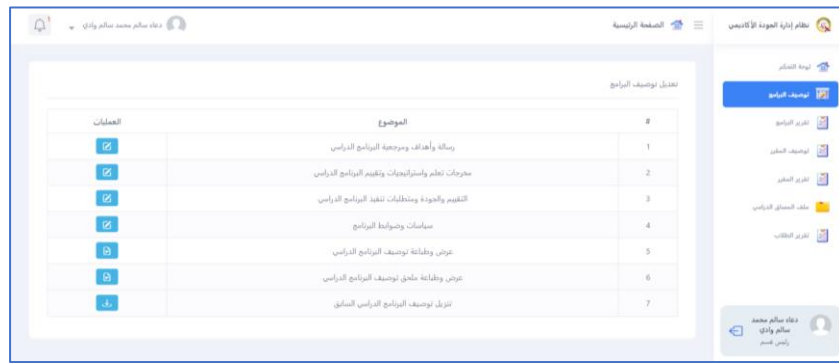 نظام إدارة الجودة الأكاديمي
الصفحة الرئيسية
دعاء سالم محمد سالم وادي
لوحة التحكم
توصيف البرامج
تقرير البرامج
توصيف المقرر
تقرير المقرر
ملف المساق الدراسي
تقرير الطلاب
تعديل توصيف البرامج
# الموضوع العمليات
1 رسالة وأهداف ومرجعية البرنامج الدراسي
2 مخرجات تعلم واستراتيجيات وتقييم البرنامج الدراسي
3 التقييم والجودة ومتطلبات تنفيذ البرنامج الدراسي
4 سياسات وضوابط البرنامج
5 عرض وطباعة توصيف البرنامج الدراسي
6 عرض وطباعة ملحق توصيف البرنامج الدراسي
7 تنزيل توصيف البرنامج الدراسي السابق
دعاء سالم محمد
سالم وادي
رئيس قسم